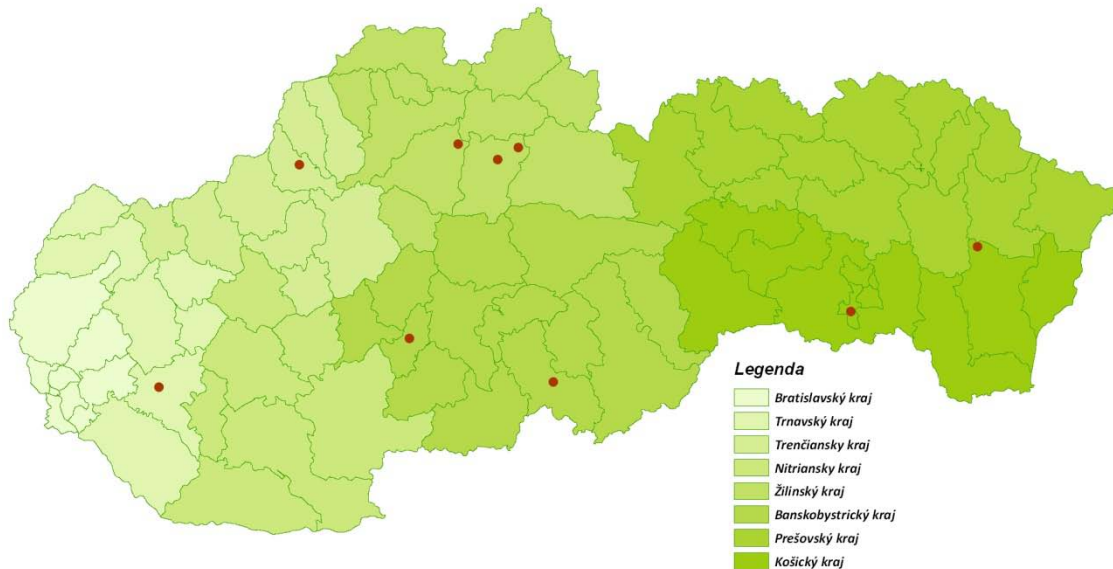 Legenda
Bratislavský kraj
Trnavský kraj
Trenčiansky kraj
Nitriansky kraj
Žilinský kraj
Banskobystrický kraj
Prešovský kraj
Košický kraj